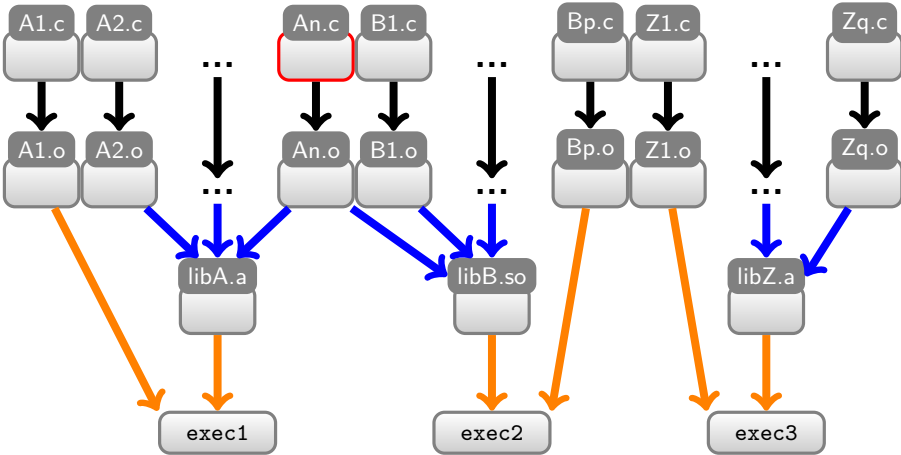 A1.c A2.c An.c B1.c Bp.c Z1.c Zq.c
... ... ...
A1.o A2.o An.o B1.o Bp.o Z1.o Zq.o
... ... ...
libA.a libB.so libZ.a
exec1 exec2 exec3